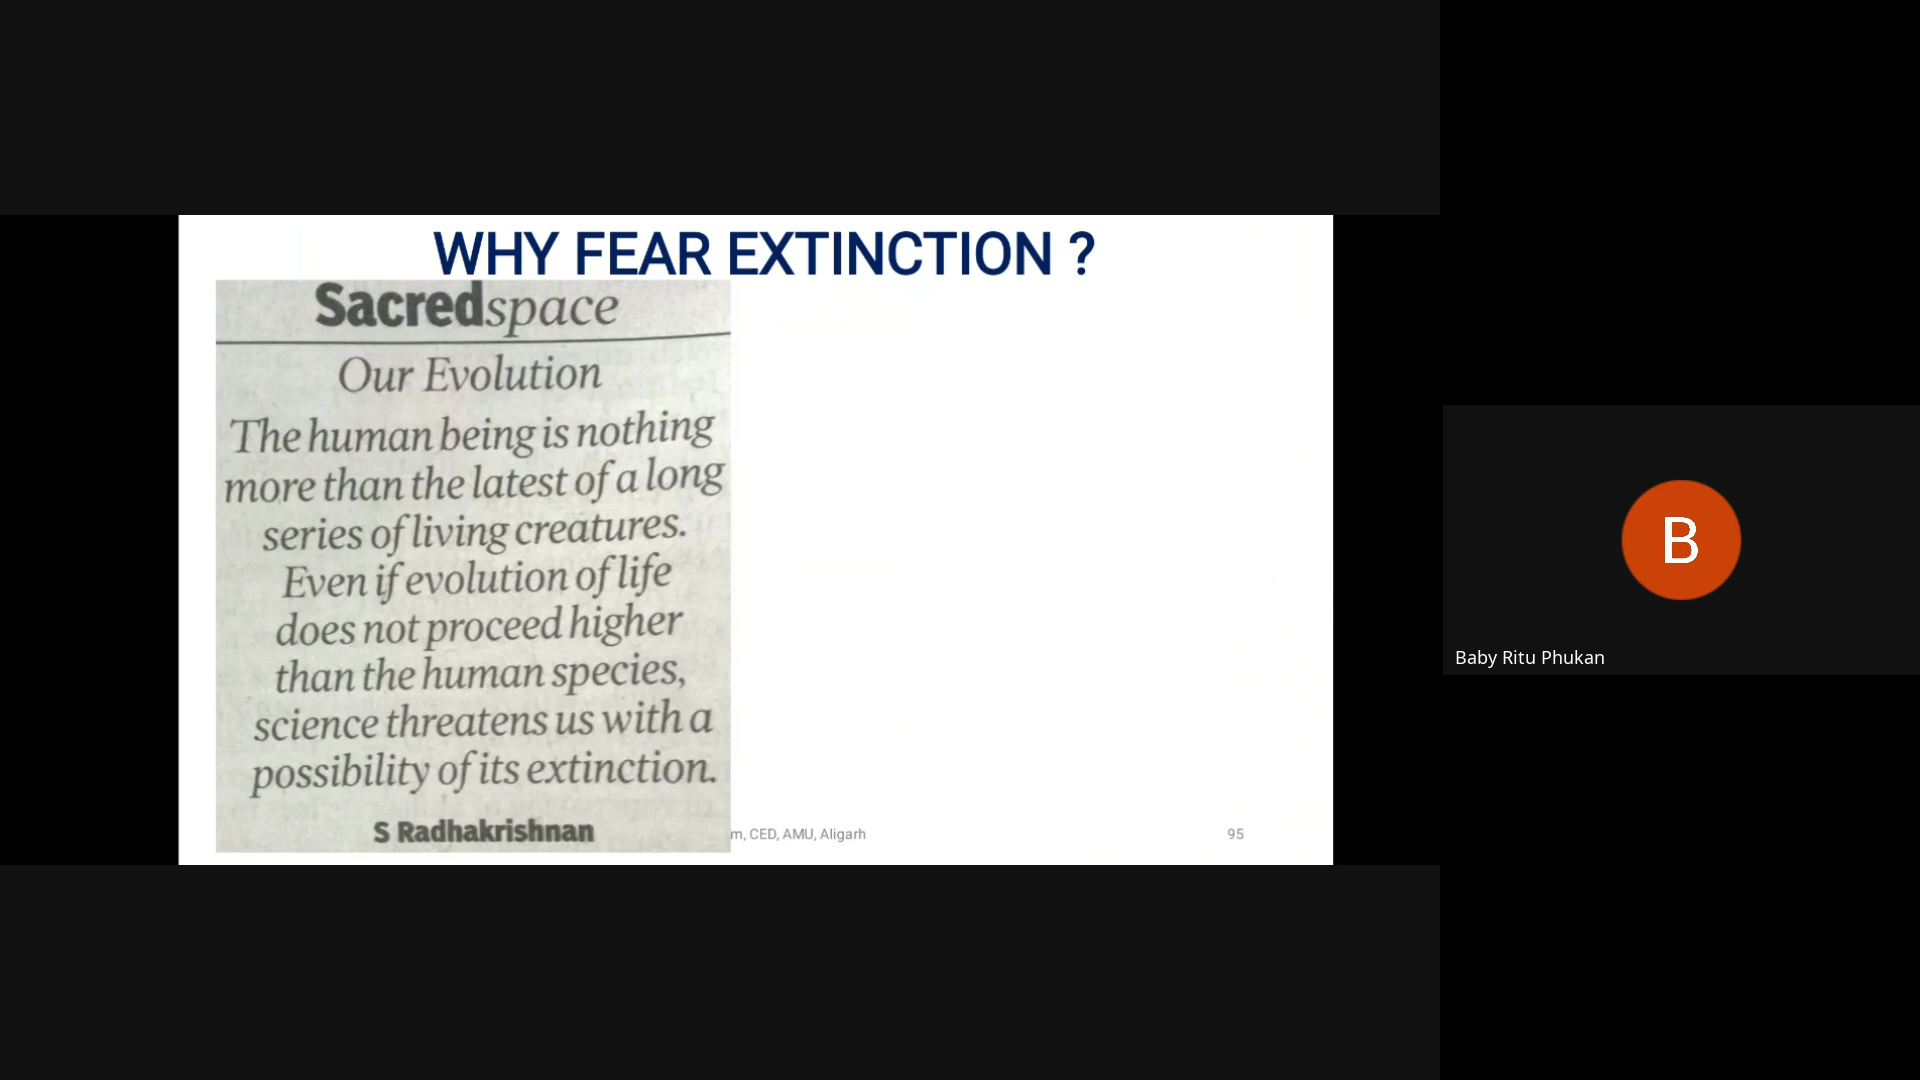 WHY FEAR EXTINCTION ?
Sacredspace
Our Evolution
The human being is nothing
more than the latest of a long
series of living creatures.
Even if evolution of life
does not proceed higher
than the human species,
science threatens us with a
possibility of its extinction.
S Radhakrishnan
m, CED, AMU, Aligarh
95
B
Baby Ritu Phukan